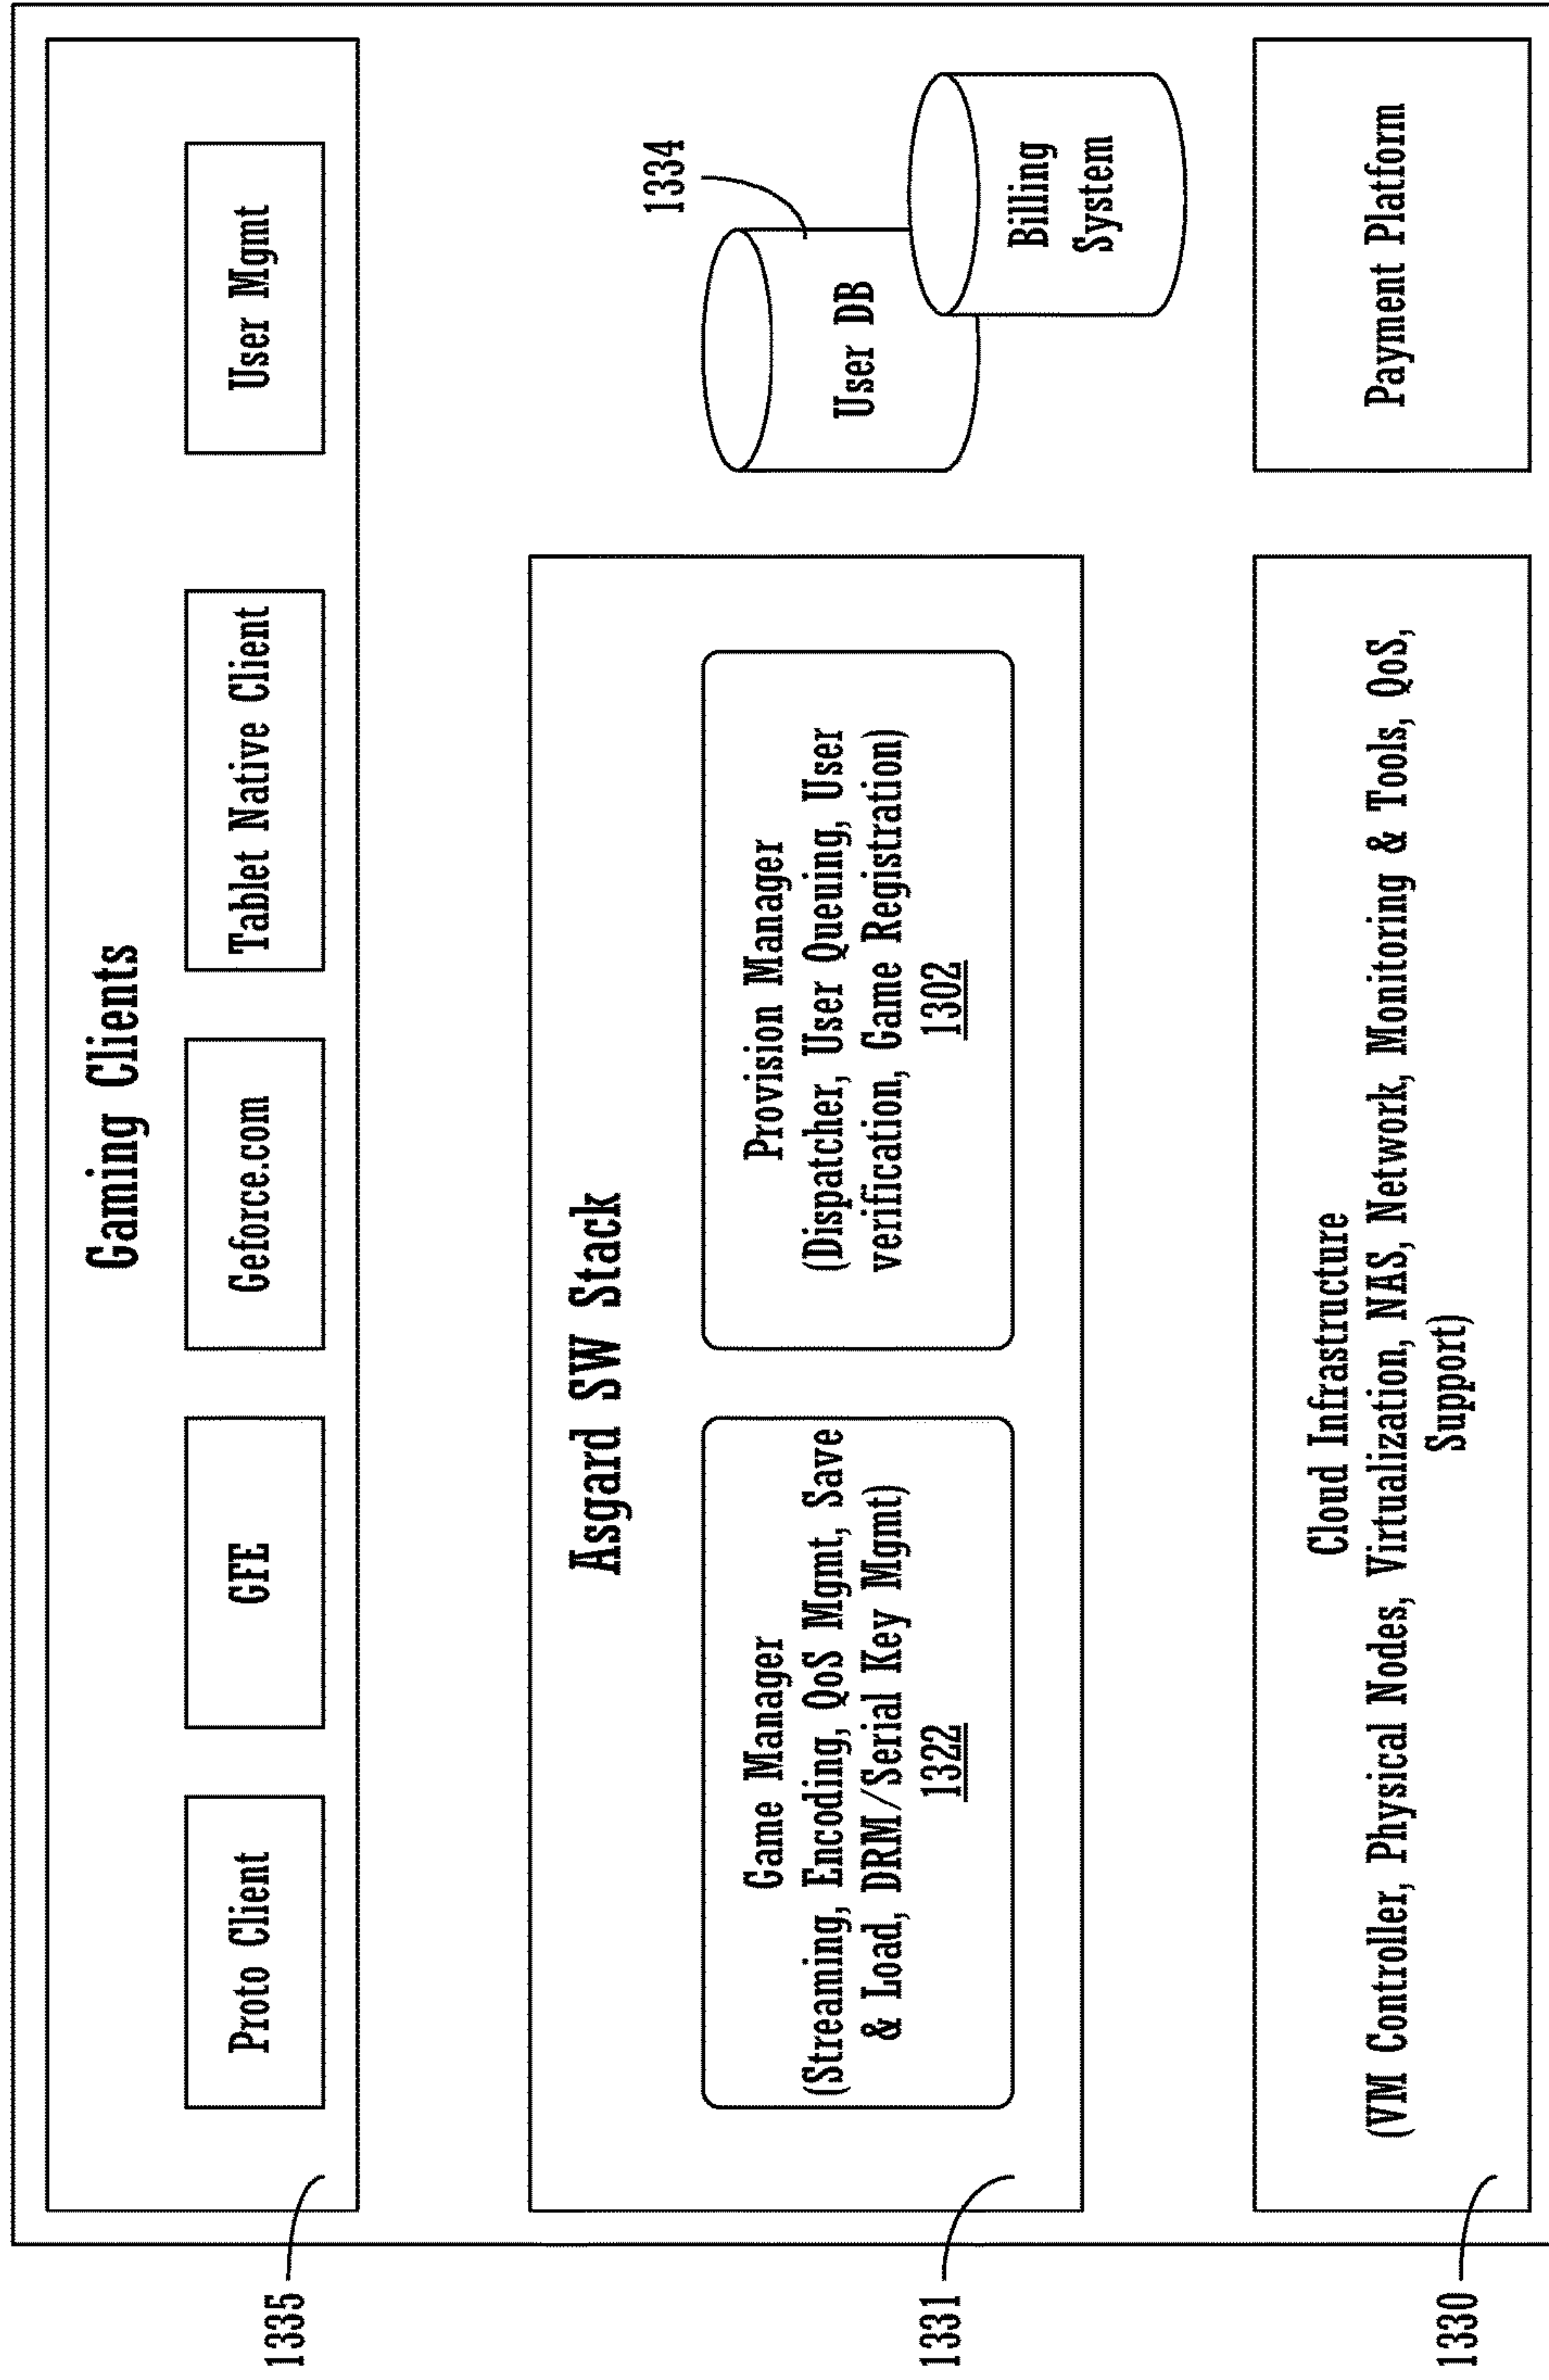 Gaming Clients
Proto Client
GFE
Geforce.com
Tablet Native Client
User Mgmt
1335
Asgard SW Stack
Game Manager
(Streaming, Encoding, QoS Mgmt, Save
& Load, DRM/Serial Key Mgmt)
1322
Provision Manager
(Dispatcher, User Queuing, User
verification, Game Registration)
1302
1331
1334
User DB
Billing
System
Cloud Infrastructure
(VM Controller, Physical Nodes, Virtualization, NAS, Network, Monitoring & Tools, QoS,
Support)
1330
Payment Platform